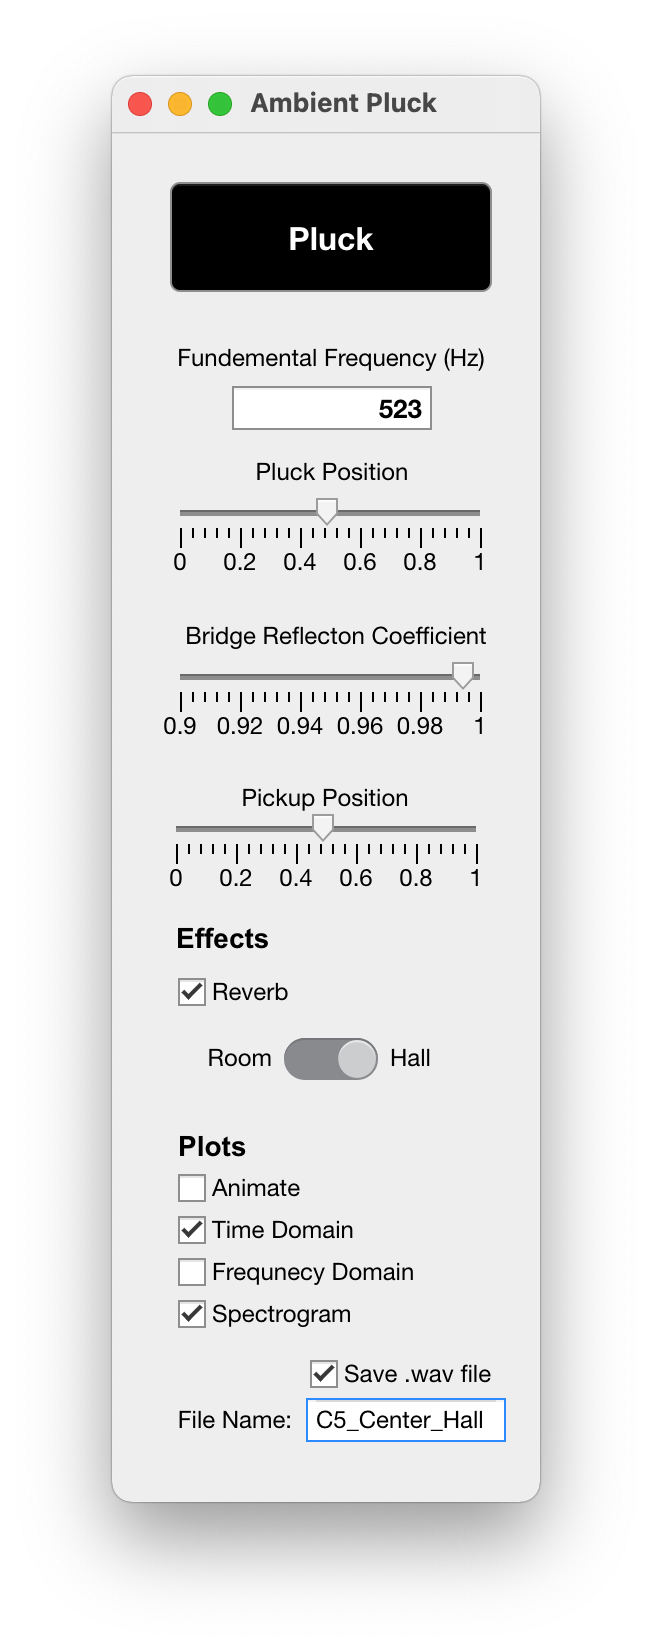 Ambient Pluck
Pluck
Fundemental Frequency (Hz)
523
Pluck Position
0 0.2 0.4 0.6 0.8 1
Bridge Reflecton Coefficient
0.9 0.92 0.94 0.96 0.98 1
Pickup Position
0 0.2 0.4 0.6 0.8 1
Effects
Reverb
Room Hall
Plots
Animate
Time Domain
Frequnecy Domain
Spectrogram
Save .wav file
File Name: C5_Center_Hall